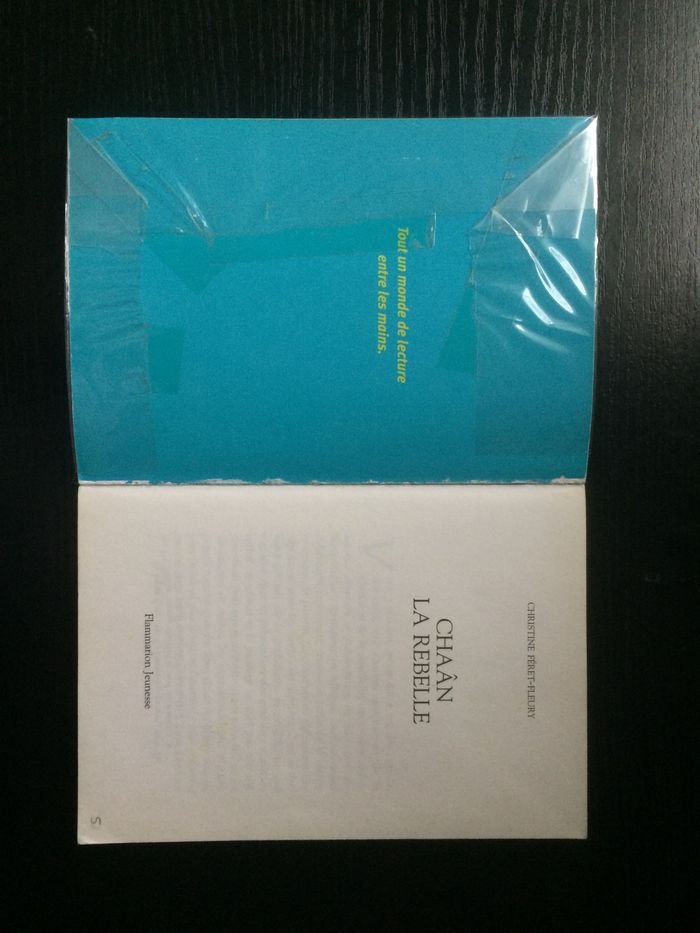 Tout un monde de lecture
entre les mains.
CHRISTINE FÉRET-FLEURY
CHAÂN
LA REBELLE
Flammarion Jeunesse
5